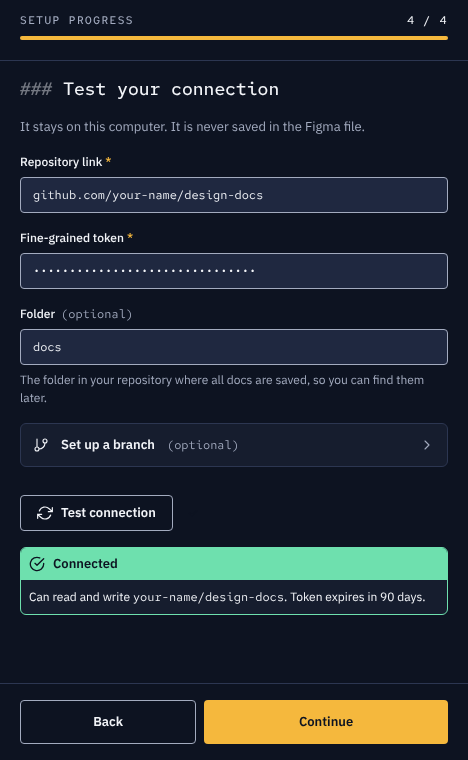 SETUP PROGRESS
4 / 4
### Test your connection
It stays on this computer. It is never saved in the Figma file.
Repository link *
github.com/your-name/design-docs
Fine-grained token *
•••••••••••••••••••••••••••••••
Folder (optional)
docs
The folder in your repository where all docs are saved, so you can find them
later.
Set up a branch (optional)
Test connection
Connected
Can read and write your-name/design-docs. Token expires in 90 days.
Back
Continue